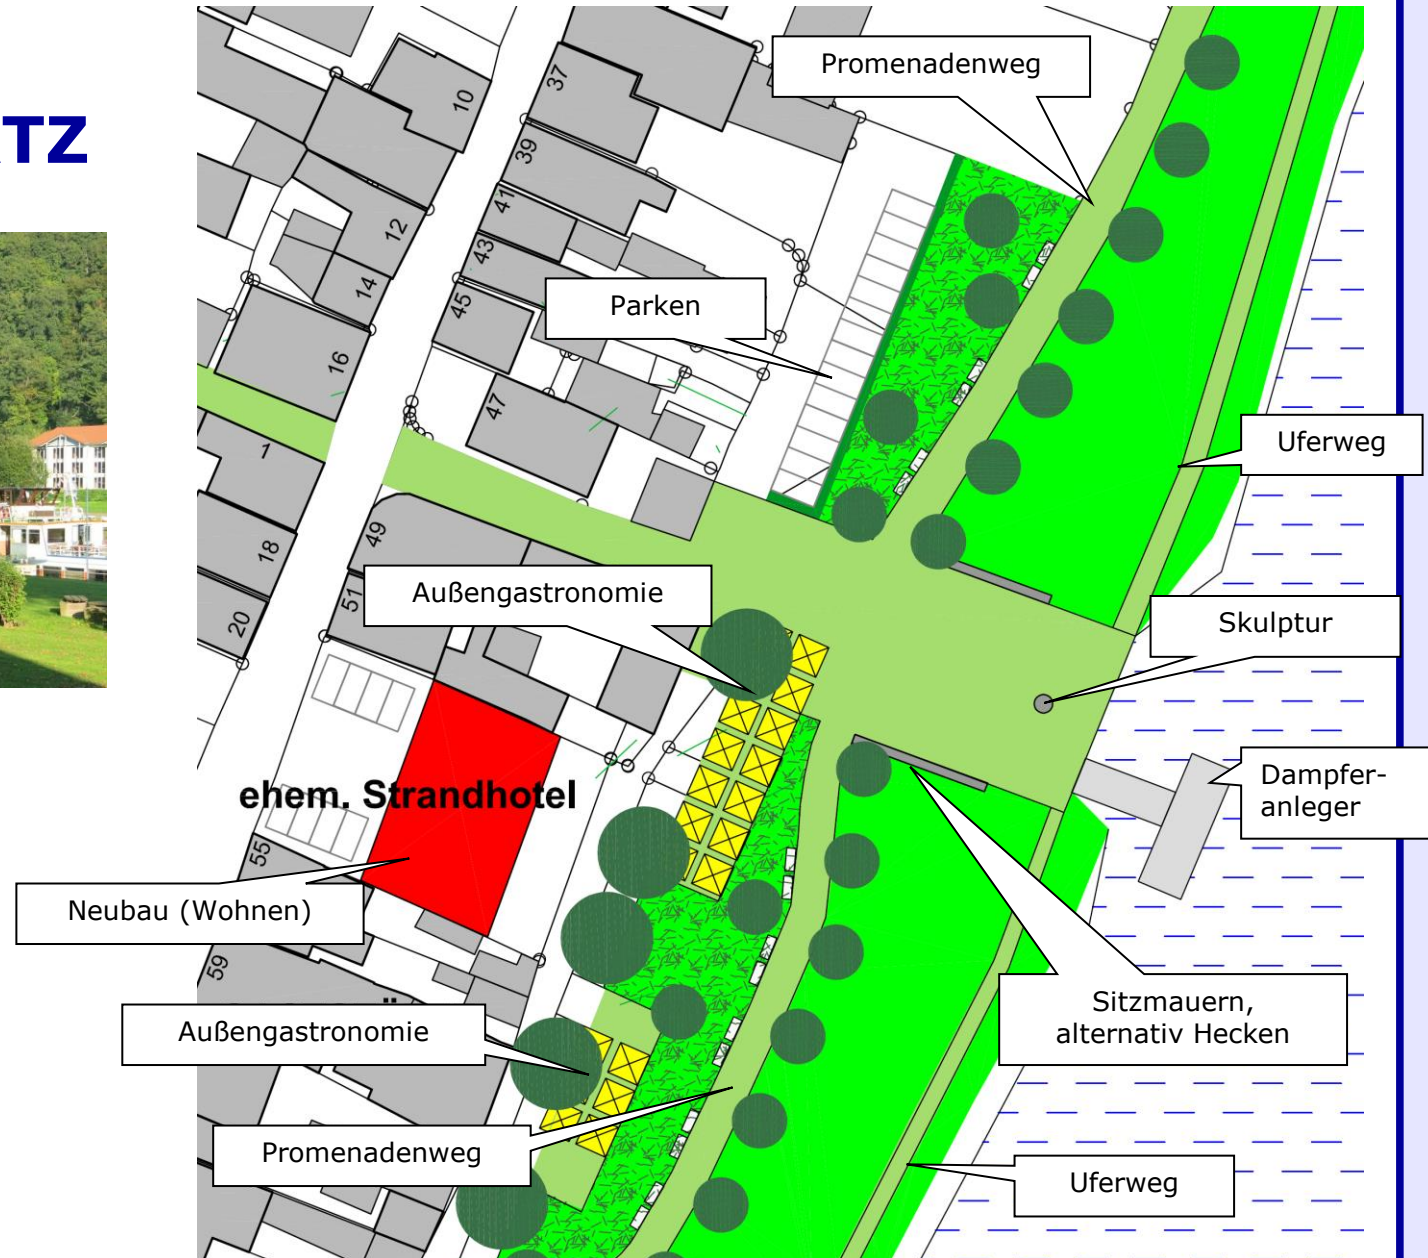 TZ
Promenadenweg
10
37
39
41
12
43
14
45
Parken
16
47
1
Uferweg
18
49
51
Außengastronomie
20
Skulptur
ehem. Strandhotel
Dampfer-
anleger
55
Neubau (Wohnen)
59
Sitzmauern,
alternativ Hecken
Außengastronomie
Promenadenweg
Uferweg